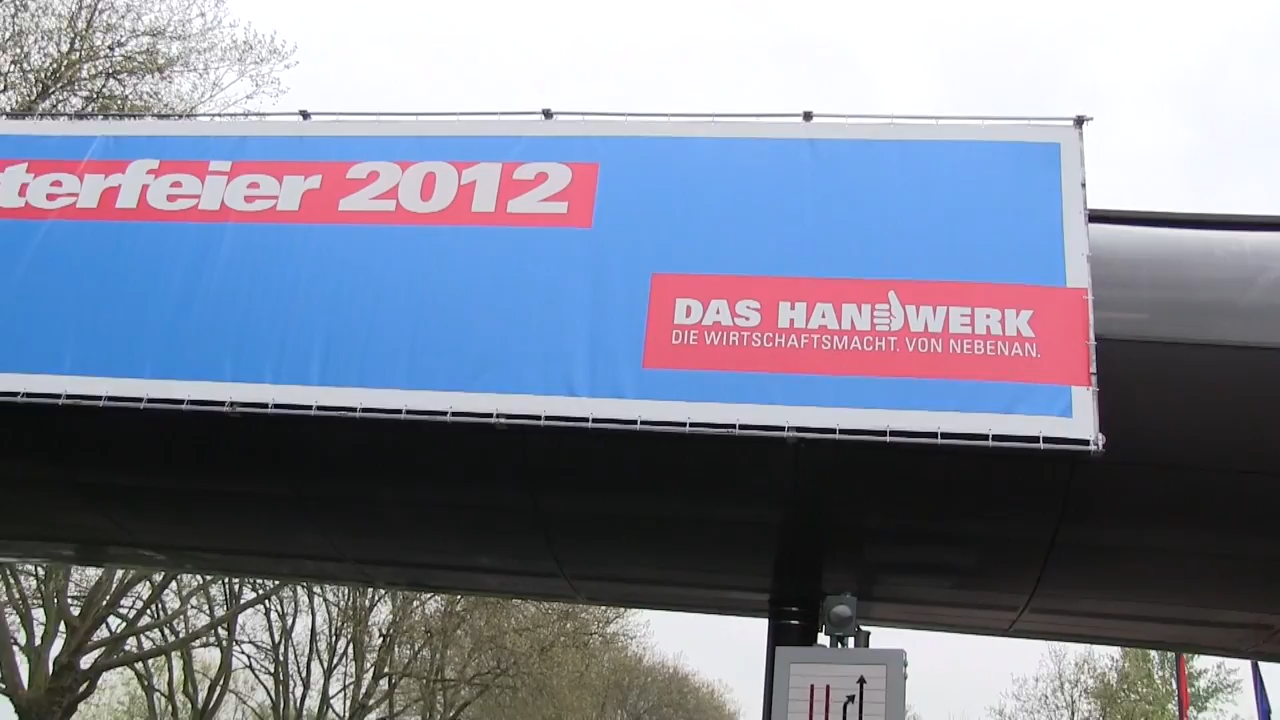 terfeier 2012
DAS HANDWERK
DIE WIRTSCHAFTSMACHT. VON NEBENAN.